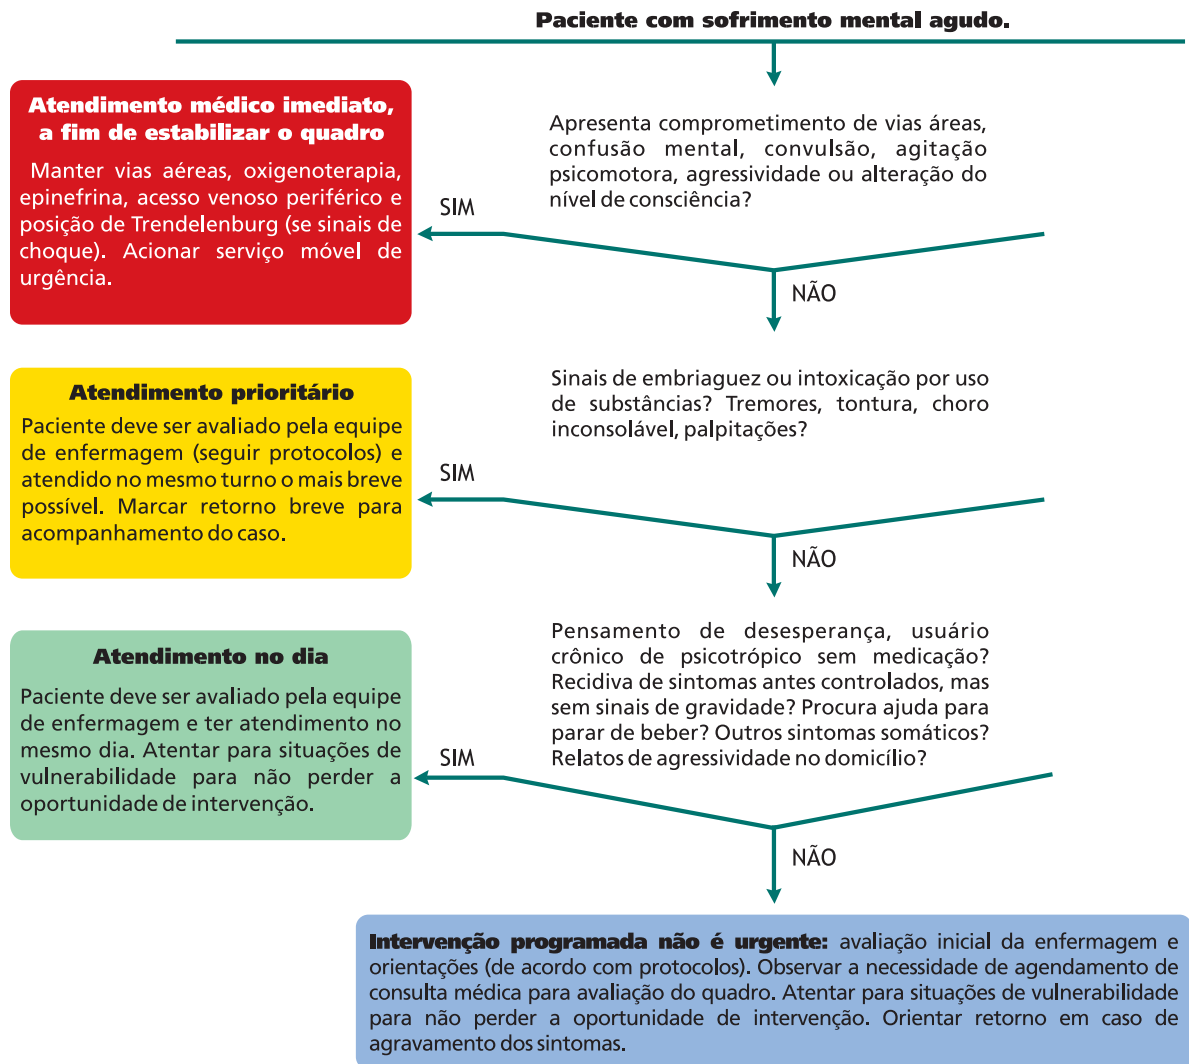 Paciente com sofrimento mental agudo.
Apresenta comprometimento de vias áreas,
confusão mental, convulsão, agitação
psicomotora, agressividade ou alteração do
nível de consciência?
SIM
Atendimento médico imediato,
a fim de estabilizar o quadro
Manter vias aéreas, oxigenoterapia,
epinefrina, acesso venoso periférico e
posição de Trendelenburg (se sinais de
choque). Acionar serviço móvel de
urgência.
NÃO
Sinais de embriaguez ou intoxicação por uso
de substâncias? Tremores, tontura, choro
inconsolável, palpitações?
SIM
Atendimento prioritário
Paciente deve ser avaliado pela equipe
de enfermagem (seguir protocolos) e
atendido no mesmo turno o mais breve
possível. Marcar retorno breve para
acompanhamento do caso.
NÃO
Pensamento de desesperança, usuário
crônico de psicotrópico sem medicação?
Recidiva de sintomas antes controlados, mas
sem sinais de gravidade? Procura ajuda para
parar de beber? Outros sintomas somáticos?
Relatos de agressividade no domicílio?
SIM
Atendimento no dia
Paciente deve ser avaliado pela equipe
de enfermagem e ter atendimento no
mesmo dia. Atentar para situações de
vulnerabilidade para não perder a
oportunidade de intervenção.
NÃO
Intervenção programada não é urgente: avaliação inicial da enfermagem e
orientações (de acordo com protocolos). Observar a necessidade de agendamento de
consulta médica para avaliação do quadro. Atentar para situações de vulnerabilidade
para não perder a oportunidade de intervenção. Orientar retorno em caso de
agravamento dos sintomas.